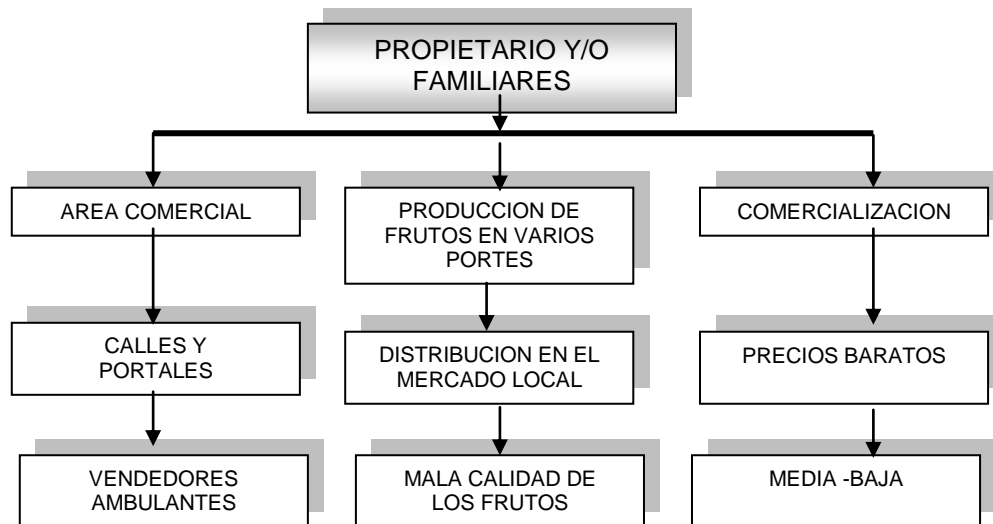 PROPIETARIO Y/O
FAMILIARES
AREA COMERCIAL
PRODUCCION DE
FRUTOS EN VARIOS
PORTES
COMERCIALIZACION
CALLES Y
PORTALES
DISTRIBUCION EN EL
MERCADO LOCAL
PRECIOS BARATOS
VENDEDORES
AMBULANTES
MALA CALIDAD DE
LOS FRUTOS
MEDIA -BAJA